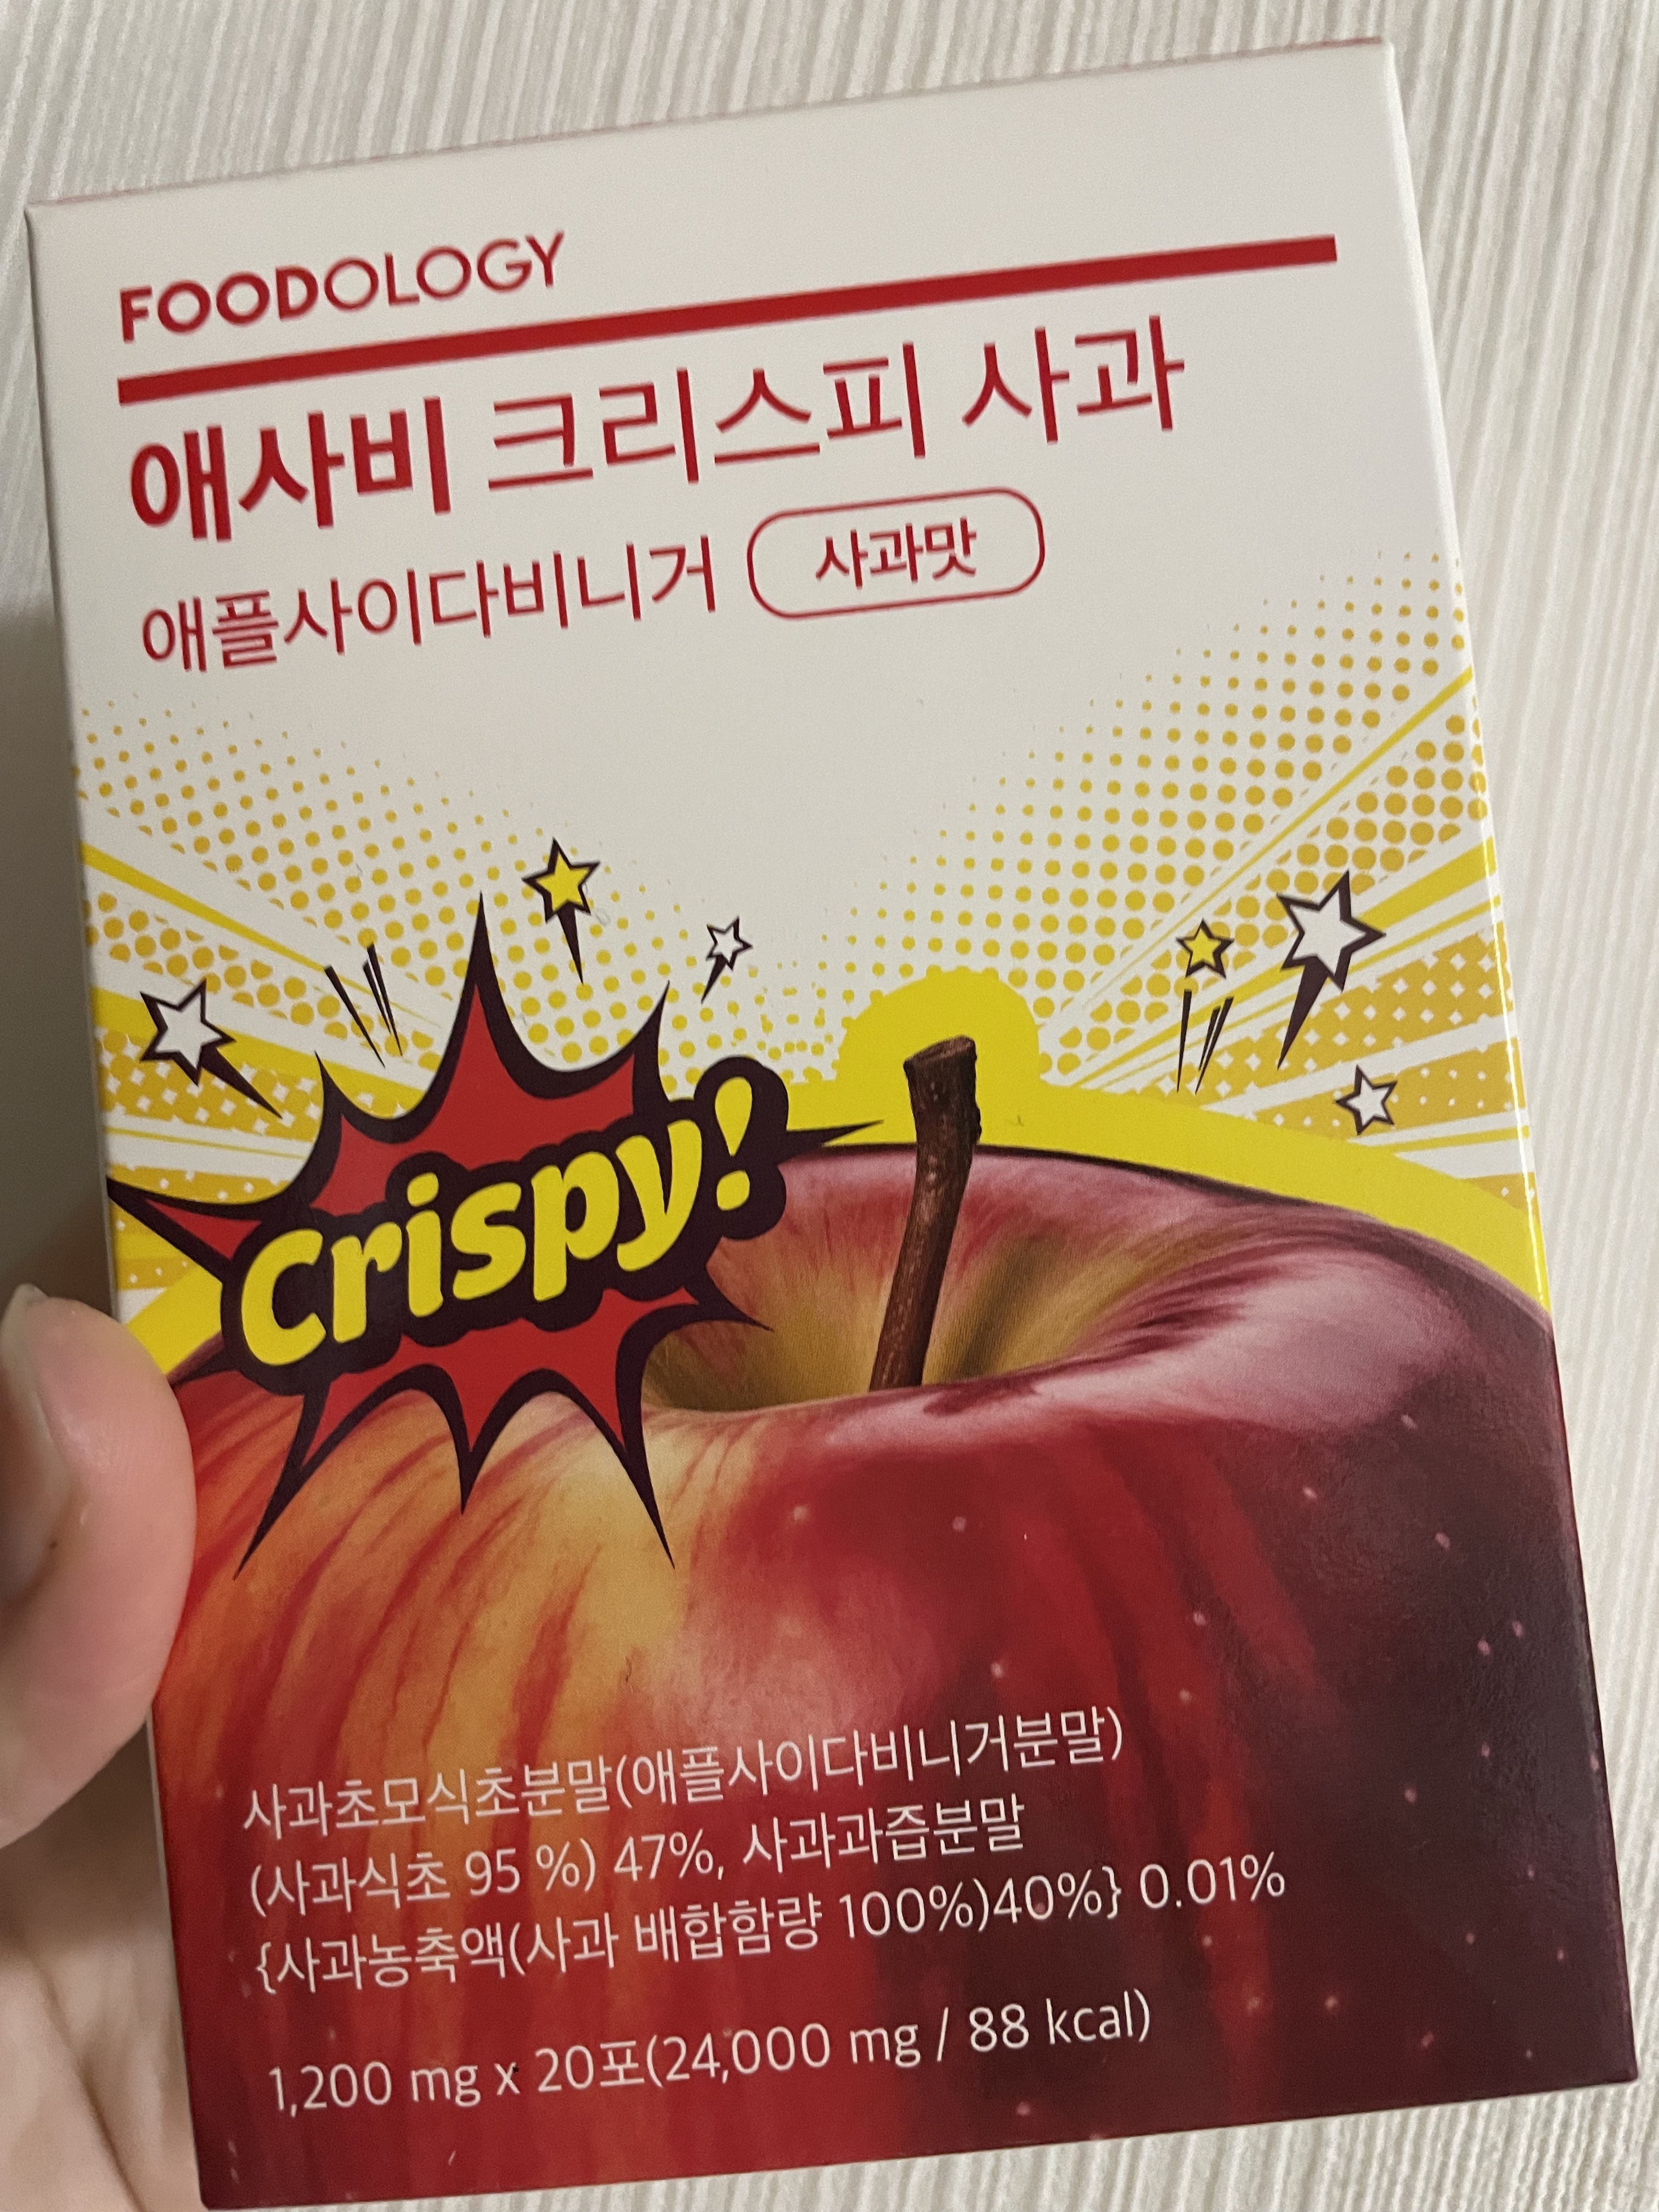 FOODOLOGY
애사비 크리스피 사과
애플사이다비니거 사과맛
Crispy!
사과초모식초분말(애플사이다비니거분말)
(사과식초 95 %) 47%, 사과과즙분말
{사과농축액(사과 배합함량 100%)40%} 0.01%
1,200 mg x 20포(24,000 mg / 88 kcal)